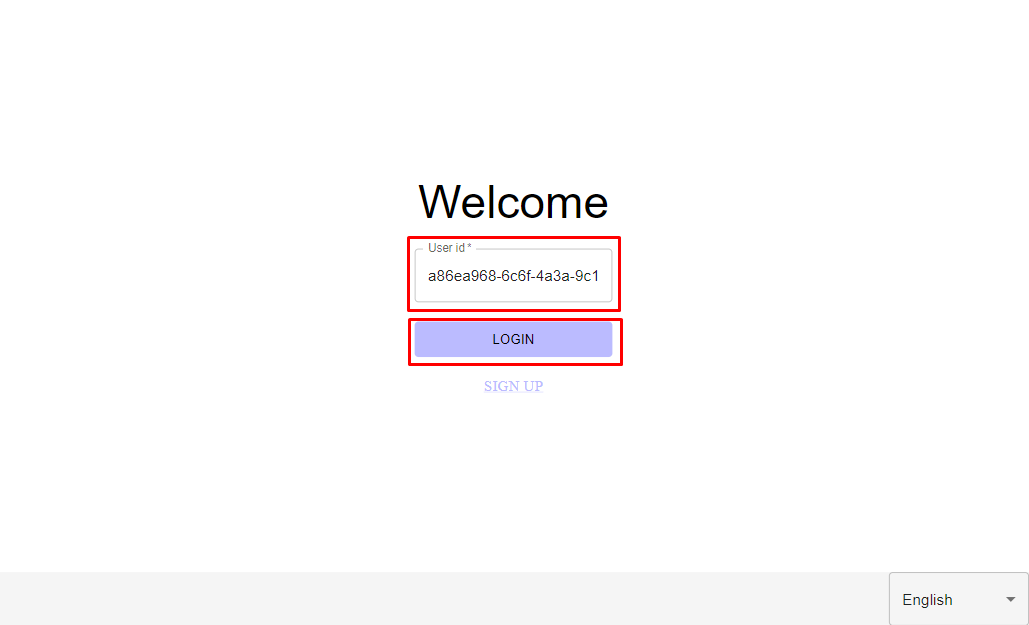 Welcome
User id *
a86ea968-6c6f-4a3a-9c1
LOGIN
SIGN UP
English